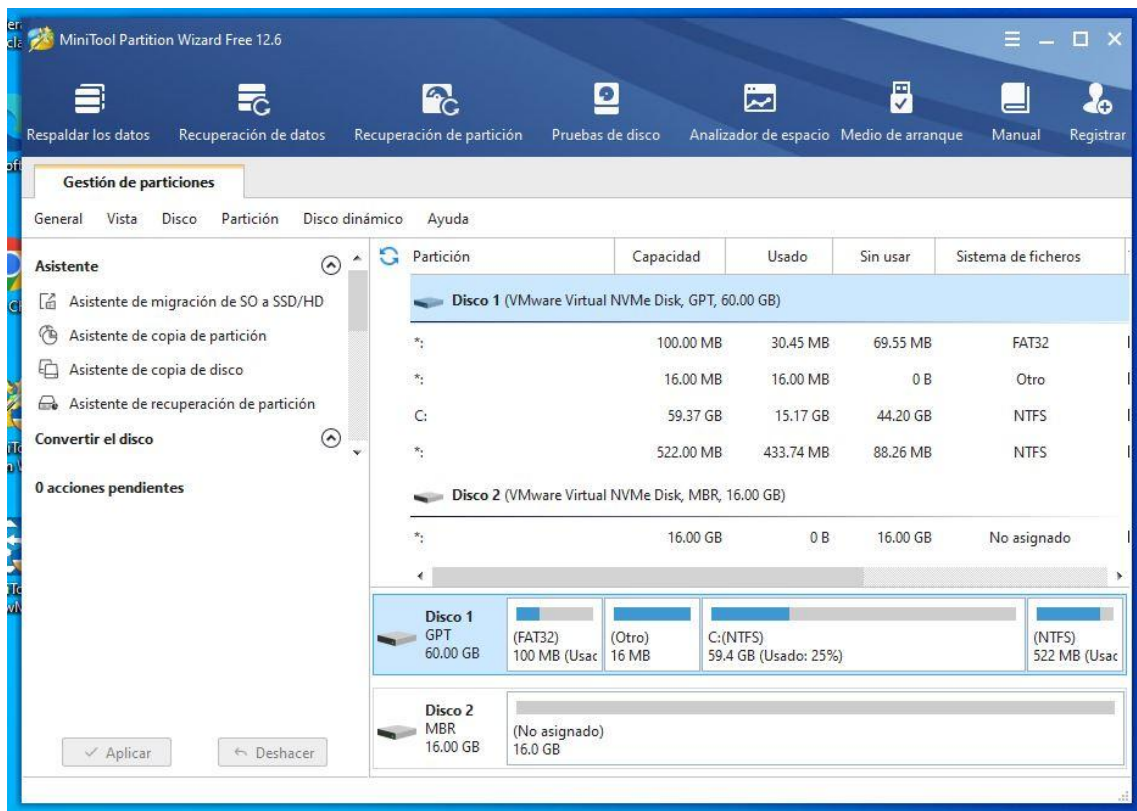 MiniTool Partition Wizard Free 12.6
Respaldar los datos Recuperación de datos Recuperación de partición Pruebas de disco Analizador de espacio Medio de arranque Manual Registrar
Gestión de particiones
General Vista Disco Partición Disco dinámico Ayuda
Asistente
Asistente de migración de SO a SSD/HD
Asistente de copia de partición
Asistente de copia de disco
Asistente de recuperación de partición
Convertir el disco
0 acciones pendientes
Aplicar Deshacer
Partición Capacidad Usado Sin usar Sistema de ficheros
Disco 1 (VMware Virtual NVMe Disk, GPT, 60.00 GB)
*: 100.00 MB 30.45 MB 69.55 MB FAT32
*: 16.00 MB 16.00 MB 0 B Otro
C: 59.37 GB 15.17 GB 44.20 GB NTFS
*: 522.00 MB 433.74 MB 88.26 MB NTFS
Disco 2 (VMware Virtual NVMe Disk, MBR, 16.00 GB)
*: 16.00 GB 0 B 16.00 GB No asignado
Disco 1
GPT
60.00 GB
(FAT32)
100 MB (Usac
(Otro)
16 MB
C:(NTFS)
59.4 GB (Usado: 25%)
(NTFS)
522 MB (Usac
Disco 2
MBR
16.00 GB
(No asignado)
16.0 GB